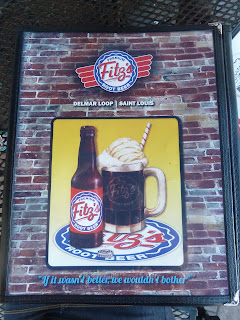 Fitz's
ROOT BEER
DELMAR LOOP | SAINT LOUIS
Fitz's
Fitz's
ROOT BEER
"If it wasn't better, we wouldn't bother"